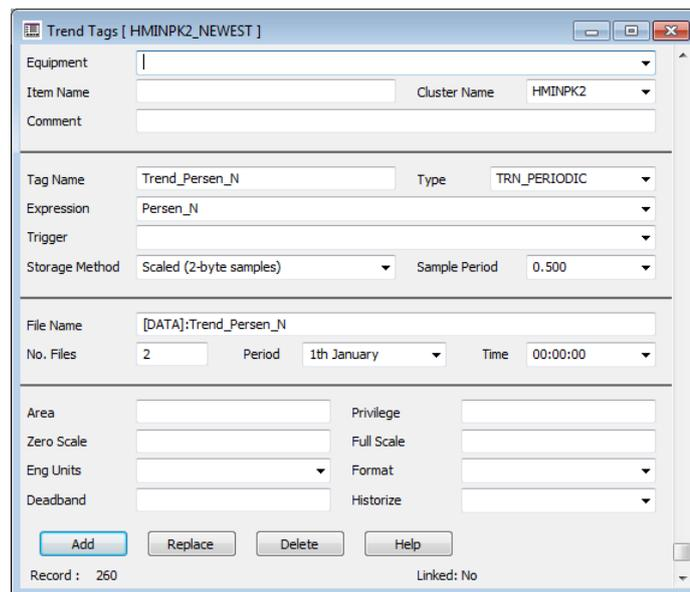 Trend Tags [ HMINPK2_NEWEST ]
Equipment
Item Name Cluster Name HMINPK2
Comment
Tag Name Trend_Persen_N Type TRN_PERIODIC
Expression Persen_N
Trigger
Storage Method Scaled (2-byte samples) Sample Period 0.500
File Name [DATA]:Trend_Persen_N
No. Files 2 Period 1th January Time 00:00:00
Area Privilege
Zero Scale Full Scale
Eng Units Format
Deadband Historize
Add Replace Delete Help
Record : 260 Linked: No